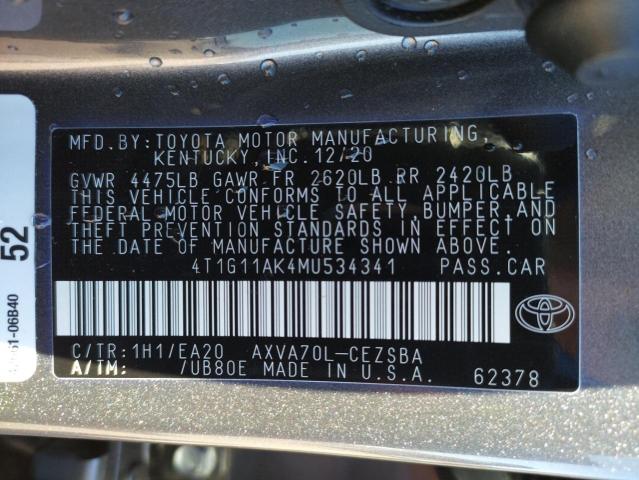 MFD. BY: TOYOTA MOTOR MANUFACTURING,
KENTUCKY, INC. 12/20
GVWR 4475LB GAWR FR 2620LB RR 2420LB
THIS VEHICLE CONFORMS TO ALL APPLICABLE
FEDERAL MOTOR VEHICLE SAFETY, BUMPER, AND
THEFT PREVENTION STANDARDS IN EFFECT ON
THE DATE OF MANUFACTURE SHOWN ABOVE.
4T1G11AK4MU534341 PASS.CAR
C/TR: 1H1/EA20 AXVA70L-CEZSBA
A/TM: /UB80E MADE IN U.S.A. 62378
52